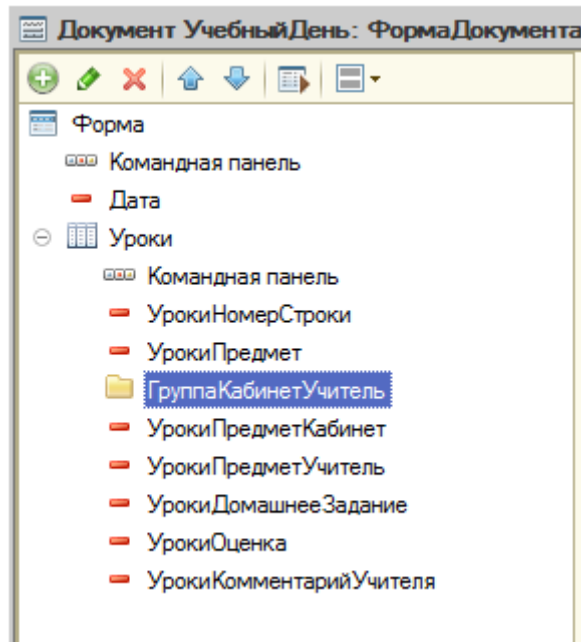 Документ УчебныйДень: ФормаДокумента
Форма
Командная панель
Дата
Уроки
Командная панель
УрокиНомерСтроки
УрокиПредмет
ГруппаКабинетУчитель
УрокиПредметКабинет
УрокиПредметУчитель
УрокиДомашнееЗадание
УрокиОценка
УрокиКомментарийУчителя